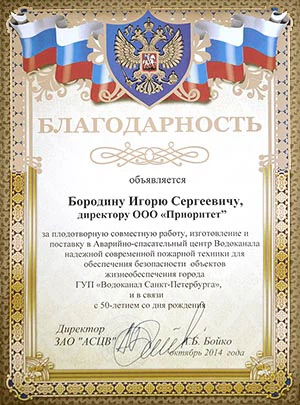 БЛАГОДАРНОСТЬ
объявляется
Бородину Игорю Сергеевичу,
директору ООО «Приоритет”
за плодотворную совместную работу, изготовление и
поставку в Аварийно-спасательный центр Водоканала
надежной современной пожарной техники для
обеспечения безопасности объектов
жизнеобеспечения города
ГУП «Водоканал Санкт-Петербурга»,
и в связи
с 50-летием со дня рождения
Директор
ЗАО "АСЦВ" Б. Бойко
октябрь 2014 года